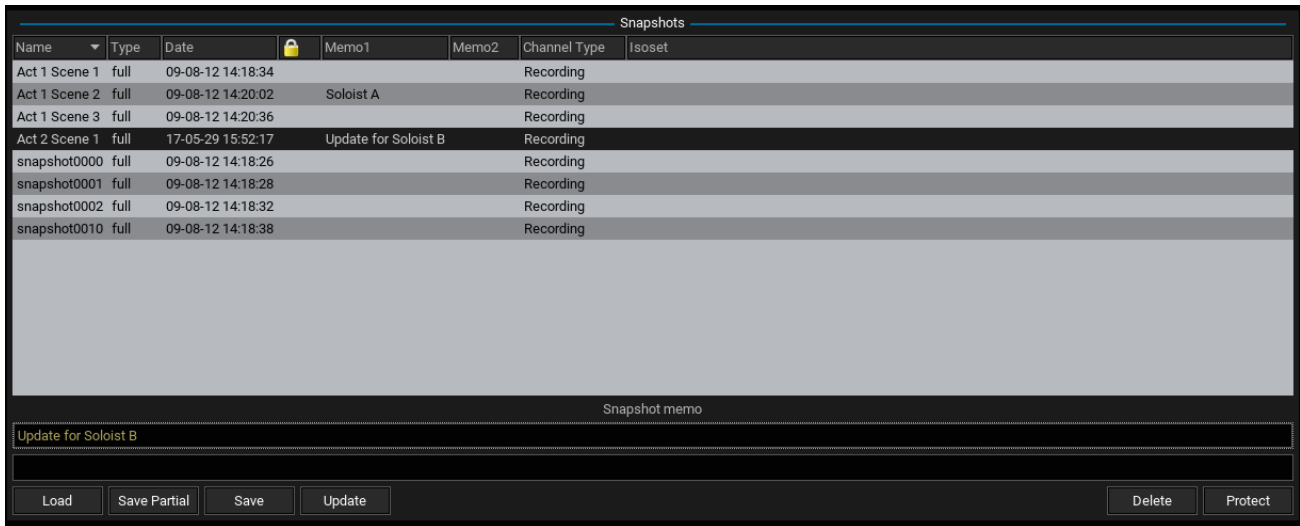 Snapshots
Name Type Date Memo1 Memo2 Channel Type Isoset
Act 1 Scene 1 full 09-08-12 14:18:34 Recording
Act 1 Scene 2 full 09-08-12 14:20:02 Soloist A Recording
Act 1 Scene 3 full 09-08-12 14:20:36 Recording
Act 2 Scene 1 full 17-05-29 15:52:17 Update for Soloist B Recording
snapshot0000 full 09-08-12 14:18:26 Recording
snapshot0001 full 09-08-12 14:18:28 Recording
snapshot0002 full 09-08-12 14:18:32 Recording
snapshot0010 full 09-08-12 14:18:38 Recording
Snapshot memo
Update for Soloist B
Load Save Partial Save Update Delete Protect